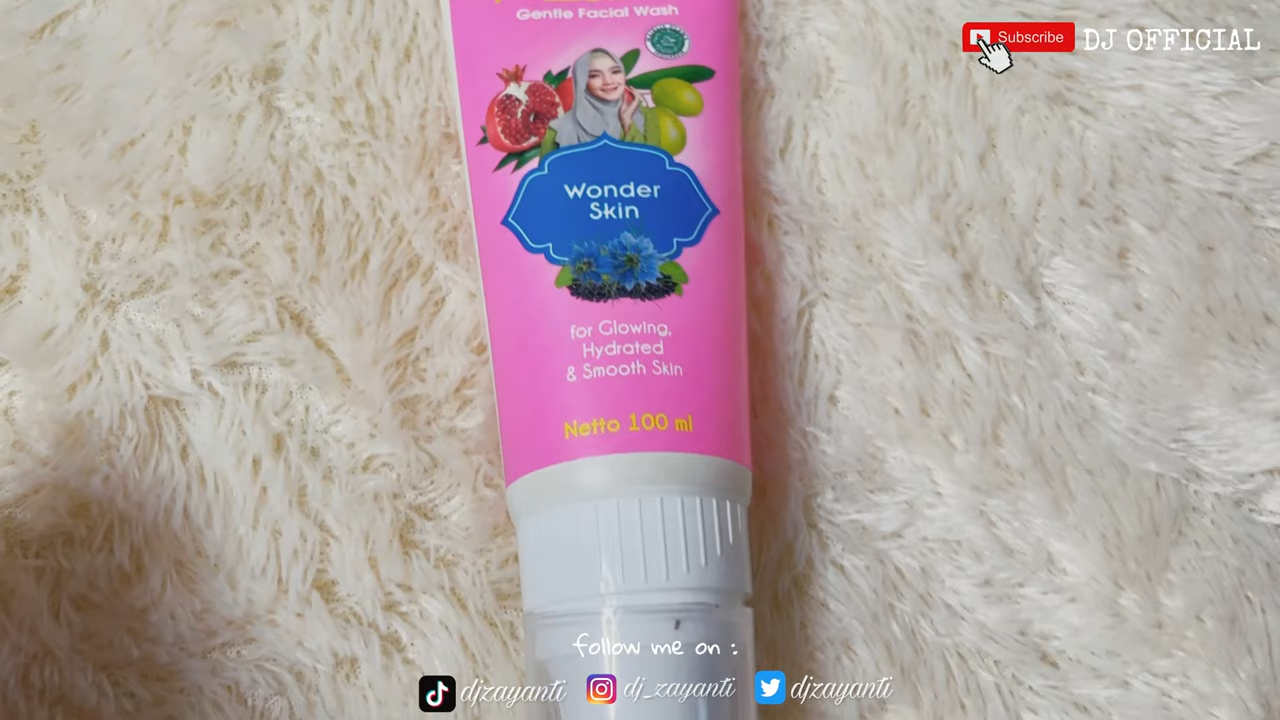 Gentle Facial Wash
Subscribe
DJ OFFICIAL
Wonder
Skin
for Glowing,
Hydrated
& Smooth Skin
Netto 100 ml
follow me on :
djzayanti
dj_zayanti
djzayanti